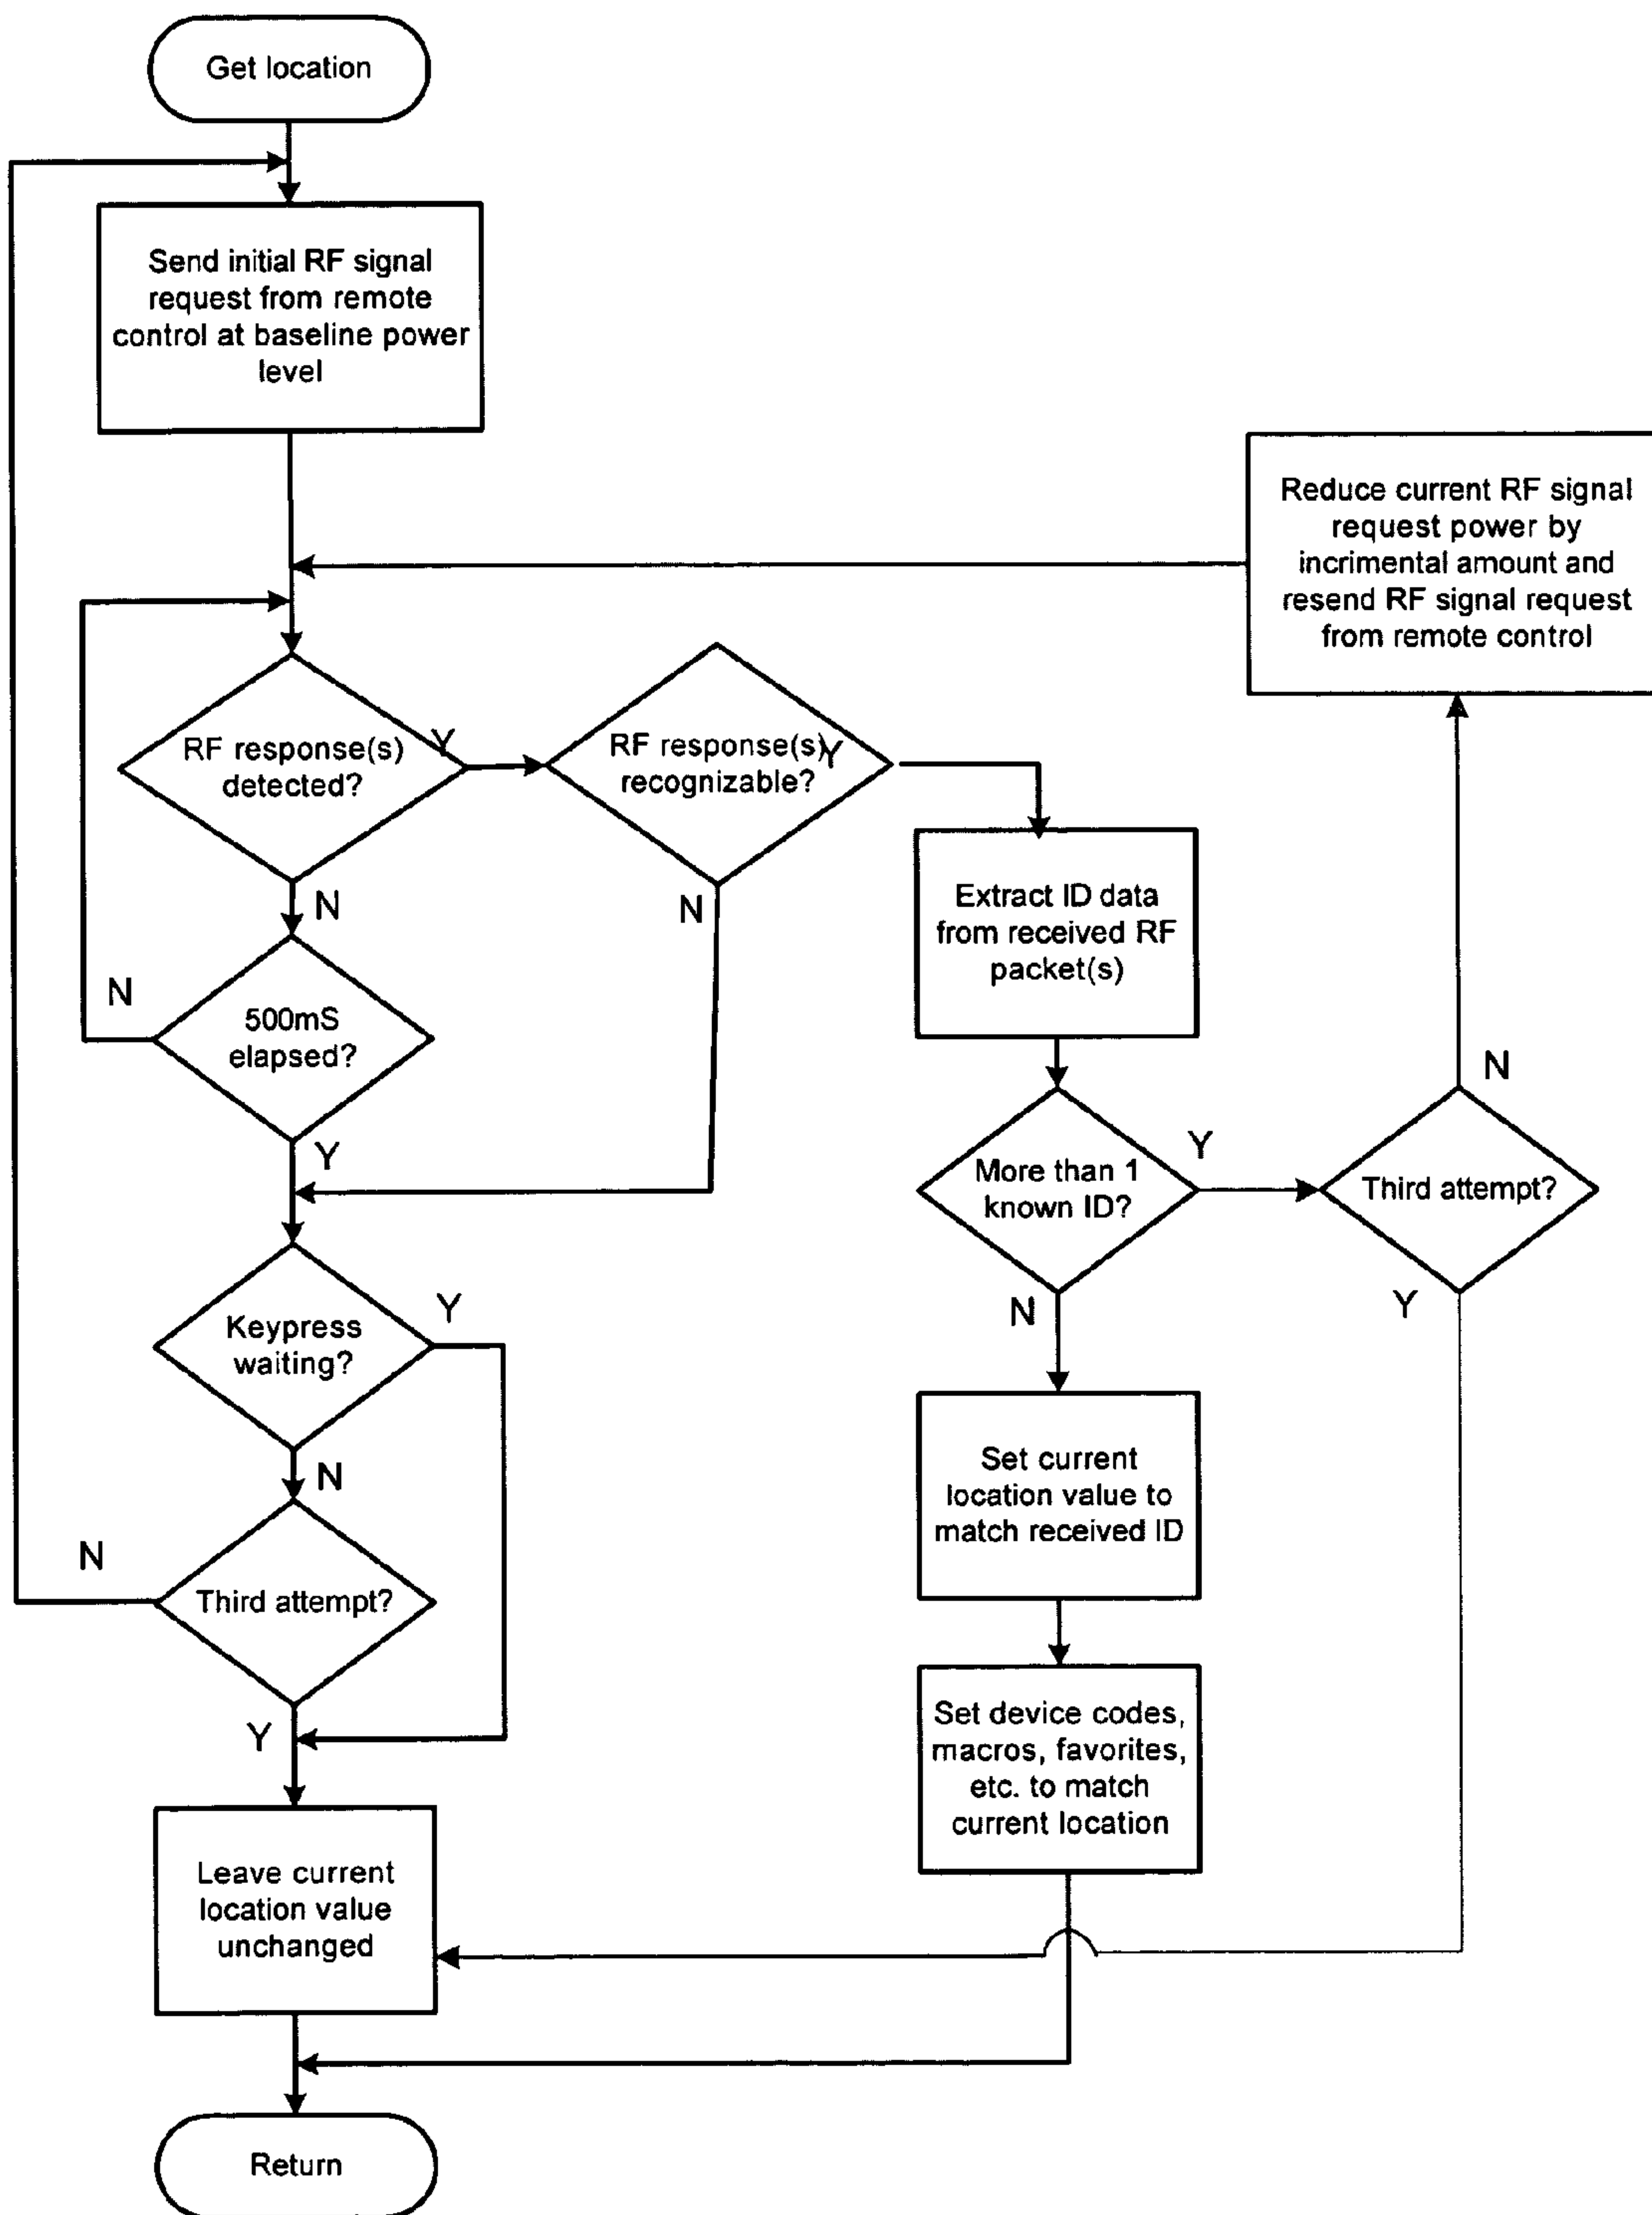 Get location
Send initial RF signal
request from remote
control at baseline power
level
Reduce current RF signal
request power by
incrimental amount and
resend RF signal request
from remote control
RF response(s)
detected?
Y
RF response(s)
recognizable?
Y
N
N
Extract ID data
from received RF
packet(s)
500mS
elapsed?
N
Y
More than 1
known ID?
Y
N
Third attempt?
N
Y
Keypress
waiting?
Y
N
Set current
location value to
match received ID
Third attempt?
N
Y
Set device codes,
macros, favorites,
etc. to match
current location
Leave current
location value
unchanged
Return